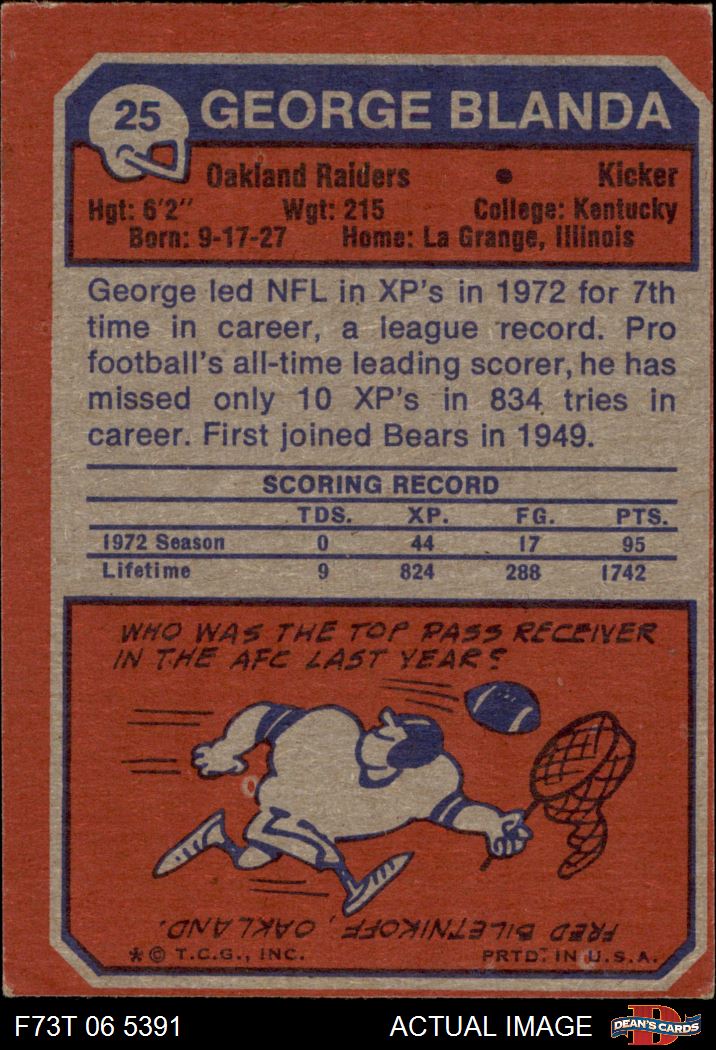 25 GEORGE BLANDA
Oakland Raiders • Kicker
Hgt: 6'2" Wgt: 215 College: Kentucky
Born: 9-17-27 Home: La Grange, Illinois
George led NFL in XP's in 1972 for 7th
time in career, a league record. Pro
football's all-time leading scorer, he has
missed only 10 XP's in 834 tries in
career. First joined Bears in 1949.
SCORING RECORD
TDS. XP. FG. PTS.
1972 Season 0 44 17 95
Lifetime 9 824 288 1742
WHO WAS THE TOP PASS RECEIVER
IN THE AFC LAST YEAR?
FRED BILETNIKOFF, OAKLAND.
*© T.C.G., INC. PRTD. IN U.S.A.
F73T 06 5391 ACTUAL IMAGE DEAN'S CARDS